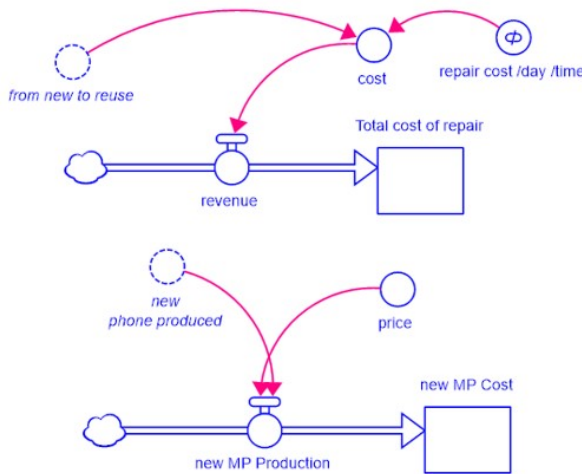 from new to reuse
cost
repair cost /day /time
Total cost of repair
revenue
new
phone produced
price
new MP Cost
new MP Production